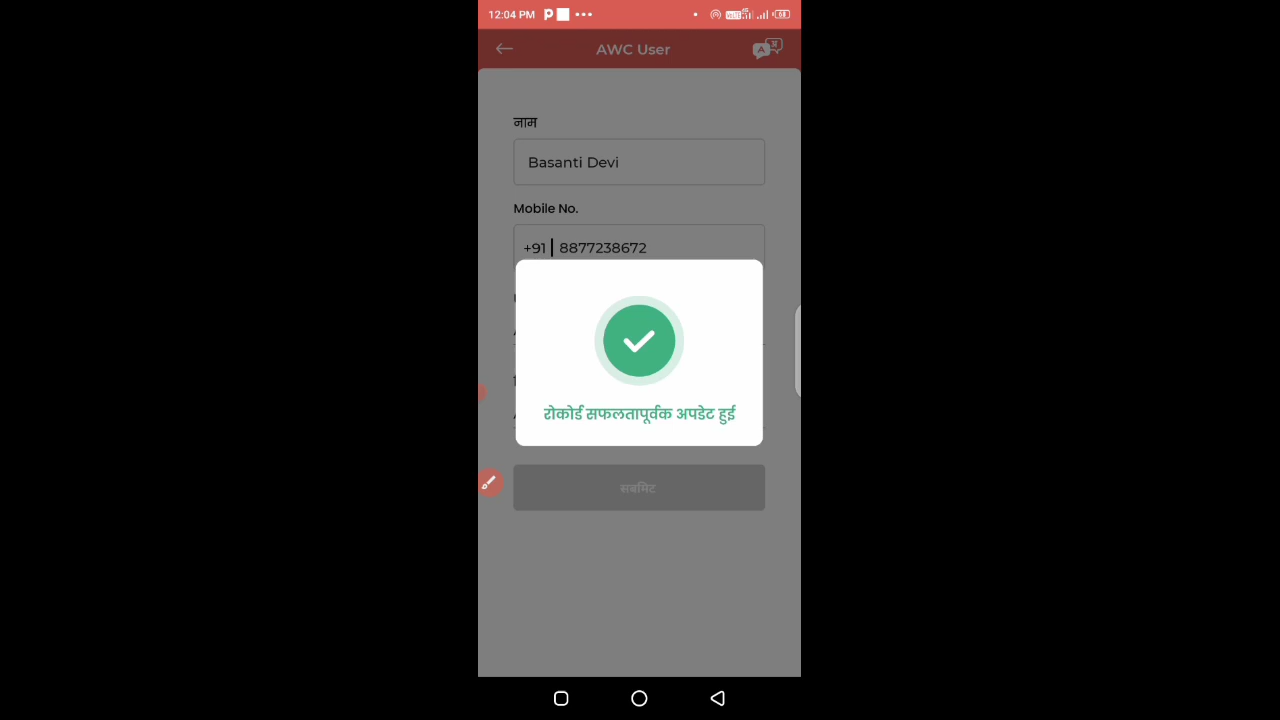 12:04 PM
AWC User
नाम
Basanti Devi
Mobile No.
+91 8877238672
रोकोर्ड सफलतापूर्वक अपडेट हुई
सबमिट